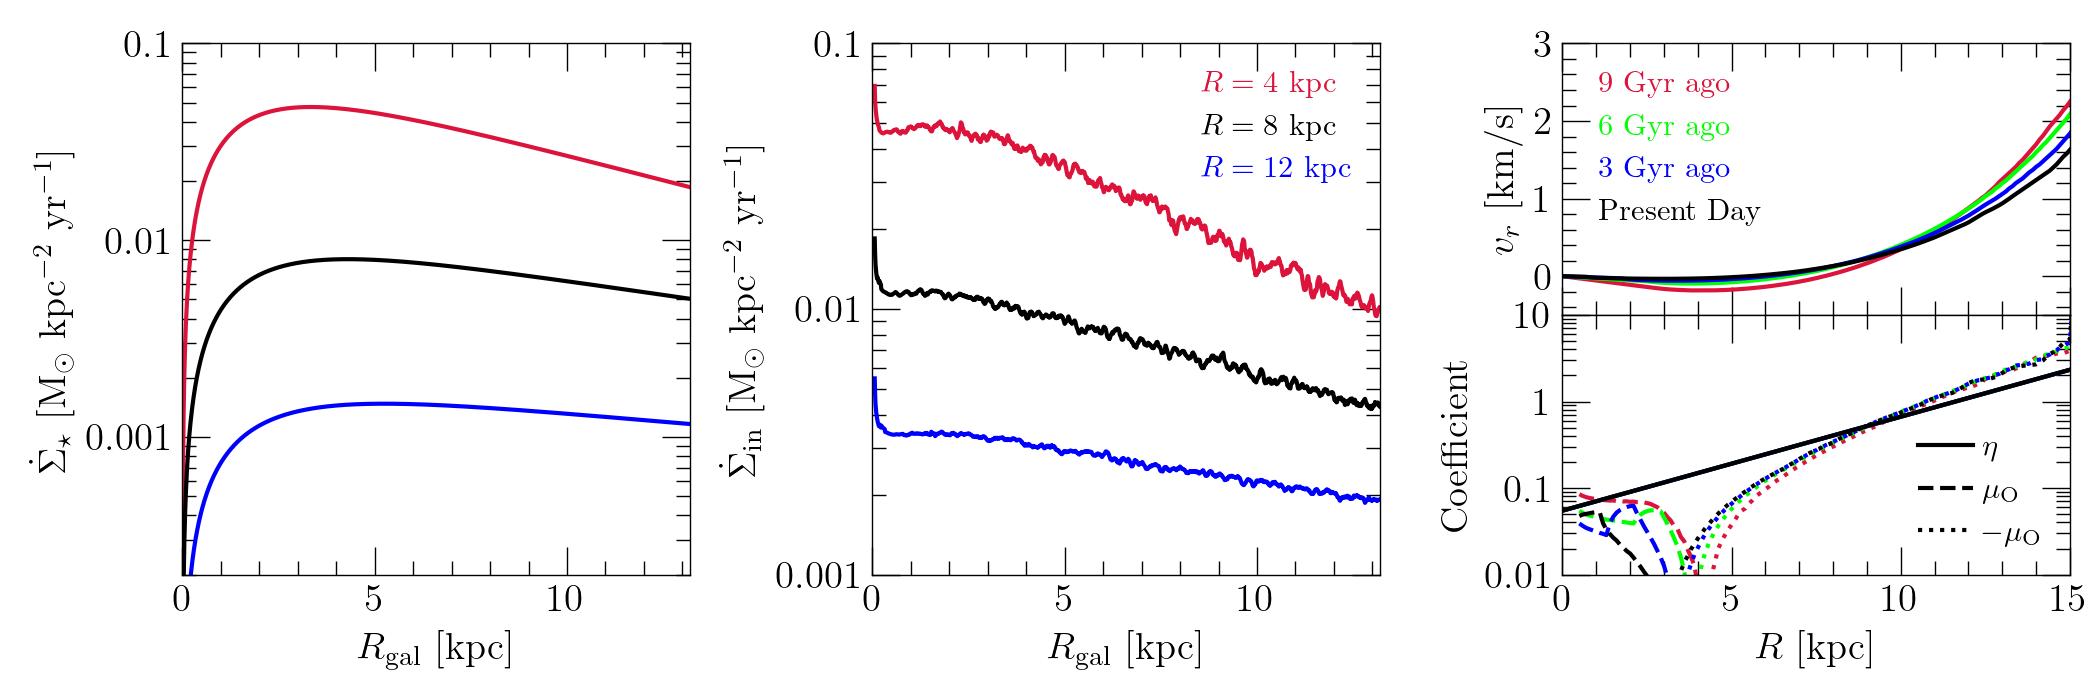 0.1
0.01
0.001
Σ̇⋆ [M⊙ kpc−2 yr−1]
0
5
10
Rgal [kpc]
0.1
0.01
0.001
Σ̇in [M⊙ kpc−2 yr−1]
R = 4 kpc
R = 8 kpc
R = 12 kpc
0
5
10
Rgal [kpc]
3
2
1
0
vr [km/s]
9 Gyr ago
6 Gyr ago
3 Gyr ago
Present Day
10
1
0.1
0.01
Coefficient
η
μO
−μO
0
5
10
15
R [kpc]